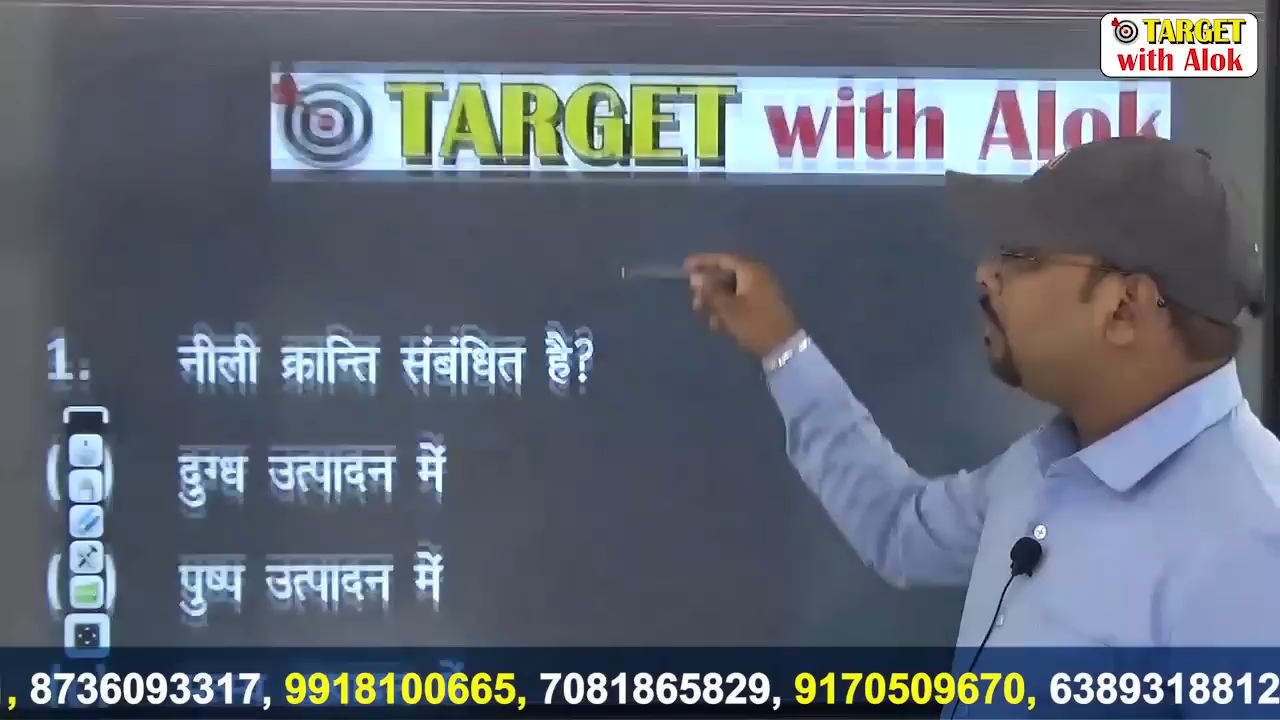 TARGET
with Alok
TARGET with Alok
1. नीली क्रान्ति संबंधित है?
दुग्ध उत्पादन में
पुष्प उत्पादन में
, 8736093317, 9918100665, 7081865829, 9170509670, 6389318812